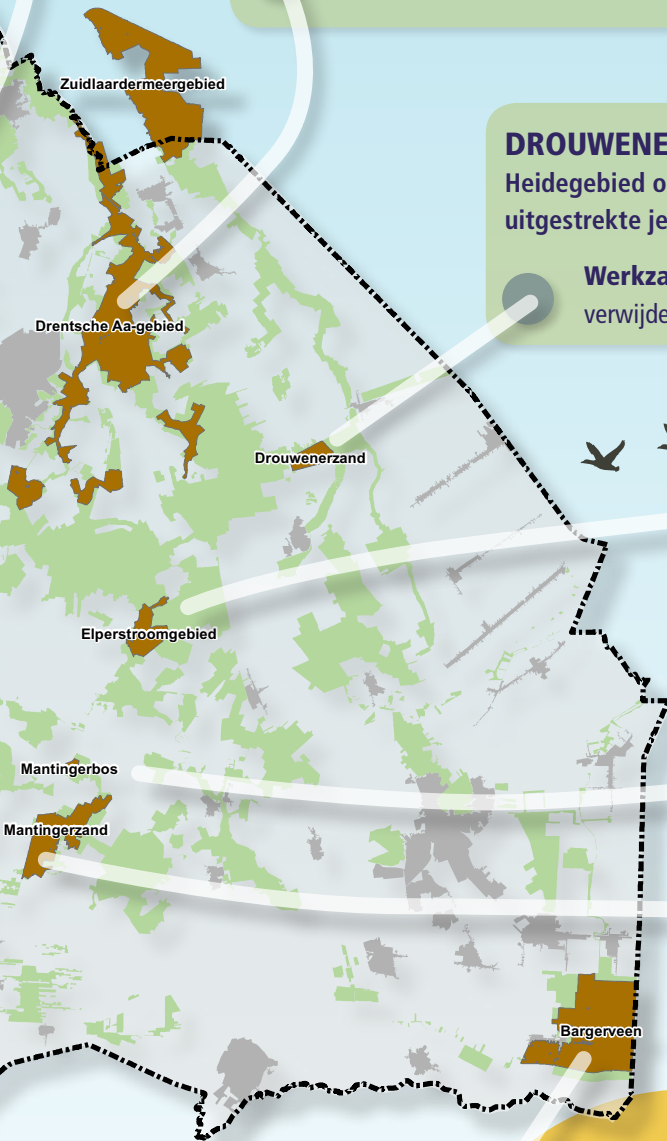 Zuidlaardermeergebied
DROUWENE
Heidegebied o
uitgestrekte je
Werkza
verwijde
Drentsche Aa-gebied
Drouwenerzand
Elperstroomgebied
Mantingerbos
Mantingerzand
Bargerveen